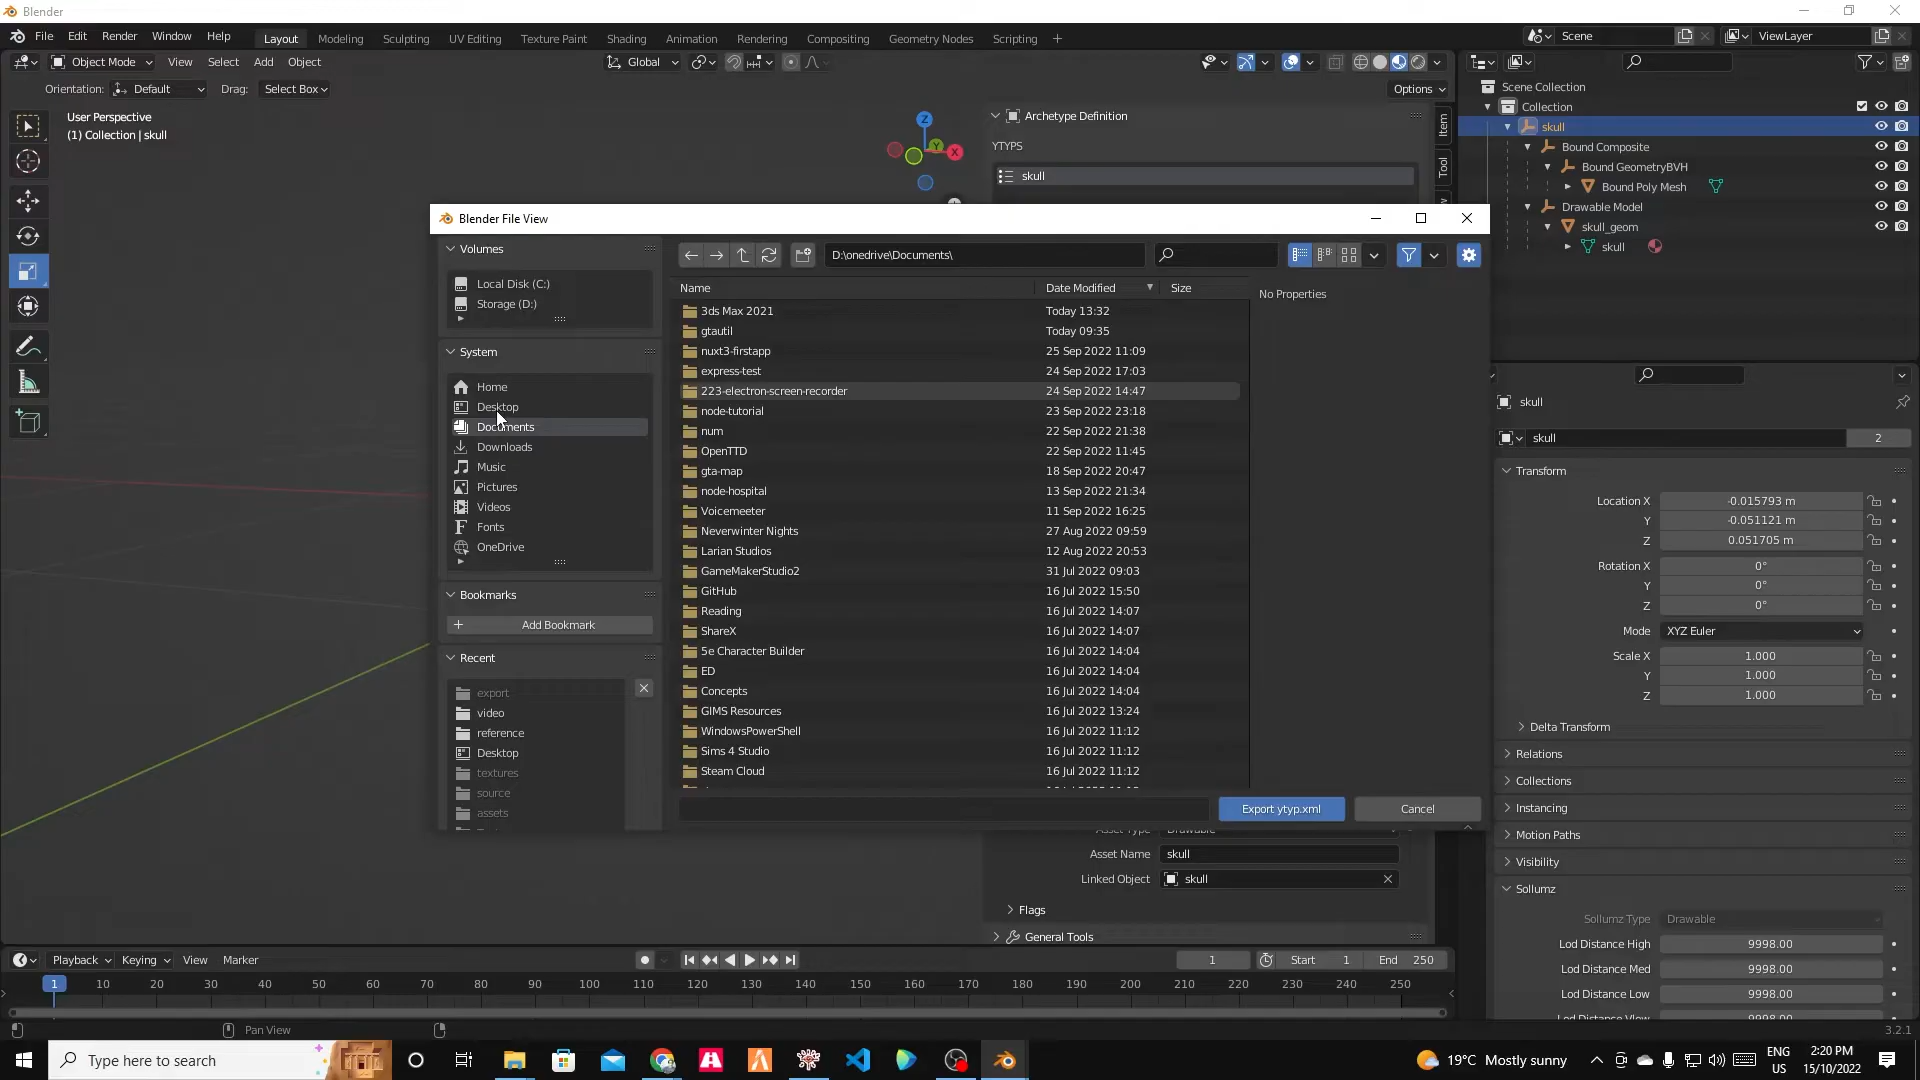 Blender
File Edit Render Window Help Layout Modeling Sculpting UV Editing Texture Paint Shading Animation Rendering Compositing Geometry Nodes Scripting + Scene ViewLayer
Object Mode View Select Add Object Global
Orientation: Default Drag: Select Box Options
User Perspective
(1) Collection | skull
Z
Y
X
Archetype Definition
YTYPS
skull
Item
Tool
Scene Collection
Collection
skull
Bound Composite
Bound GeometryBVH
Bound Poly Mesh
Drawable Model
skull_geom
skull
Blender File View
Volumes
Local Disk (C:)
Storage (D:)
System
Home
Desktop
Documents
Downloads
Music
Pictures
Videos
Fonts
OneDrive
Bookmarks
Add Bookmark
Recent
export
video
reference
Desktop
textures
source
assets
D:\onedrive\Documents\
Name Date Modified Size
No Properties
3ds Max 2021 Today 13:32
gtautil Today 09:35
nuxt3-firstapp 25 Sep 2022 11:09
express-test 24 Sep 2022 17:03
223-electron-screen-recorder 24 Sep 2022 14:47
node-tutorial 23 Sep 2022 23:18
num 22 Sep 2022 21:38
OpenTTD 22 Sep 2022 11:45
gta-map 18 Sep 2022 20:47
node-hospital 13 Sep 2022 21:34
Voicemeeter 11 Sep 2022 16:25
Neverwinter Nights 27 Aug 2022 09:59
Larian Studios 12 Aug 2022 20:53
GameMakerStudio2 31 Jul 2022 09:03
GitHub 16 Jul 2022 15:50
Reading 16 Jul 2022 14:07
ShareX 16 Jul 2022 14:07
5e Character Builder 16 Jul 2022 14:04
ED 16 Jul 2022 14:04
Concepts 16 Jul 2022 14:04
GIMS Resources 16 Jul 2022 13:24
WindowsPowerShell 16 Jul 2022 11:12
Sims 4 Studio 16 Jul 2022 11:12
Steam Cloud 16 Jul 2022 11:12
Export ytyp.xml Cancel
Asset Type Drawable
Asset Name skull
Linked Object skull
Flags
General Tools
skull
skull 2
Transform
Location X -0.015793 m
Y -0.051121 m
Z 0.051705 m
Rotation X 0°
Y 0°
Z 0°
Mode XYZ Euler
Scale X 1.000
Y 1.000
Z 1.000
Delta Transform
Relations
Collections
Instancing
Motion Paths
Visibility
Sollumz
Sollumz Type Drawable
Lod Distance High 9998.00
Lod Distance Med 9998.00
Lod Distance Low 9998.00
Lod Distance Vlow 9998.00
Playback Keying View Marker 1 Start 1 End 250
1 10 20 30 40 50 60 70 80 90 100 110 120 130 140 150 160 170 180 190 200 210 220 230 240 250
Pan View 3.2.1
Type here to search 19°C Mostly sunny ENG US 2:20 PM 15/10/2022